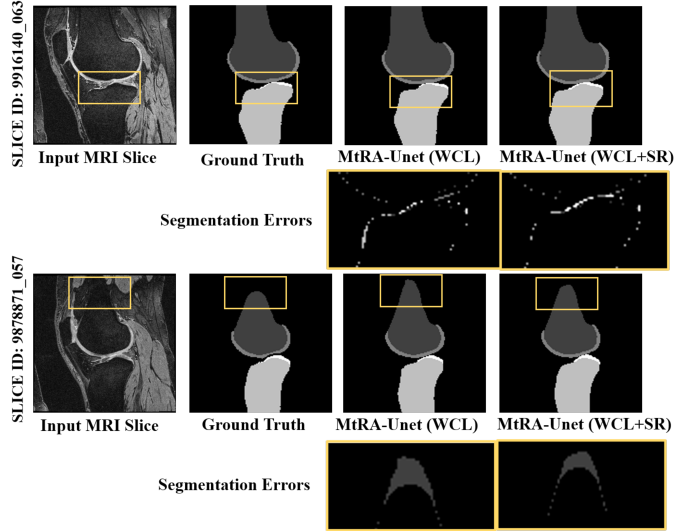 SLICE ID: 9916140_063
Input MRI Slice
Ground Truth
MtRA-Unet (WCL)
MtRA-Unet (WCL+SR)
Segmentation Errors
SLICE ID: 9878871_057
Input MRI Slice
Ground Truth
MtRA-Unet (WCL)
MtRA-Unet (WCL+SR)
Segmentation Errors